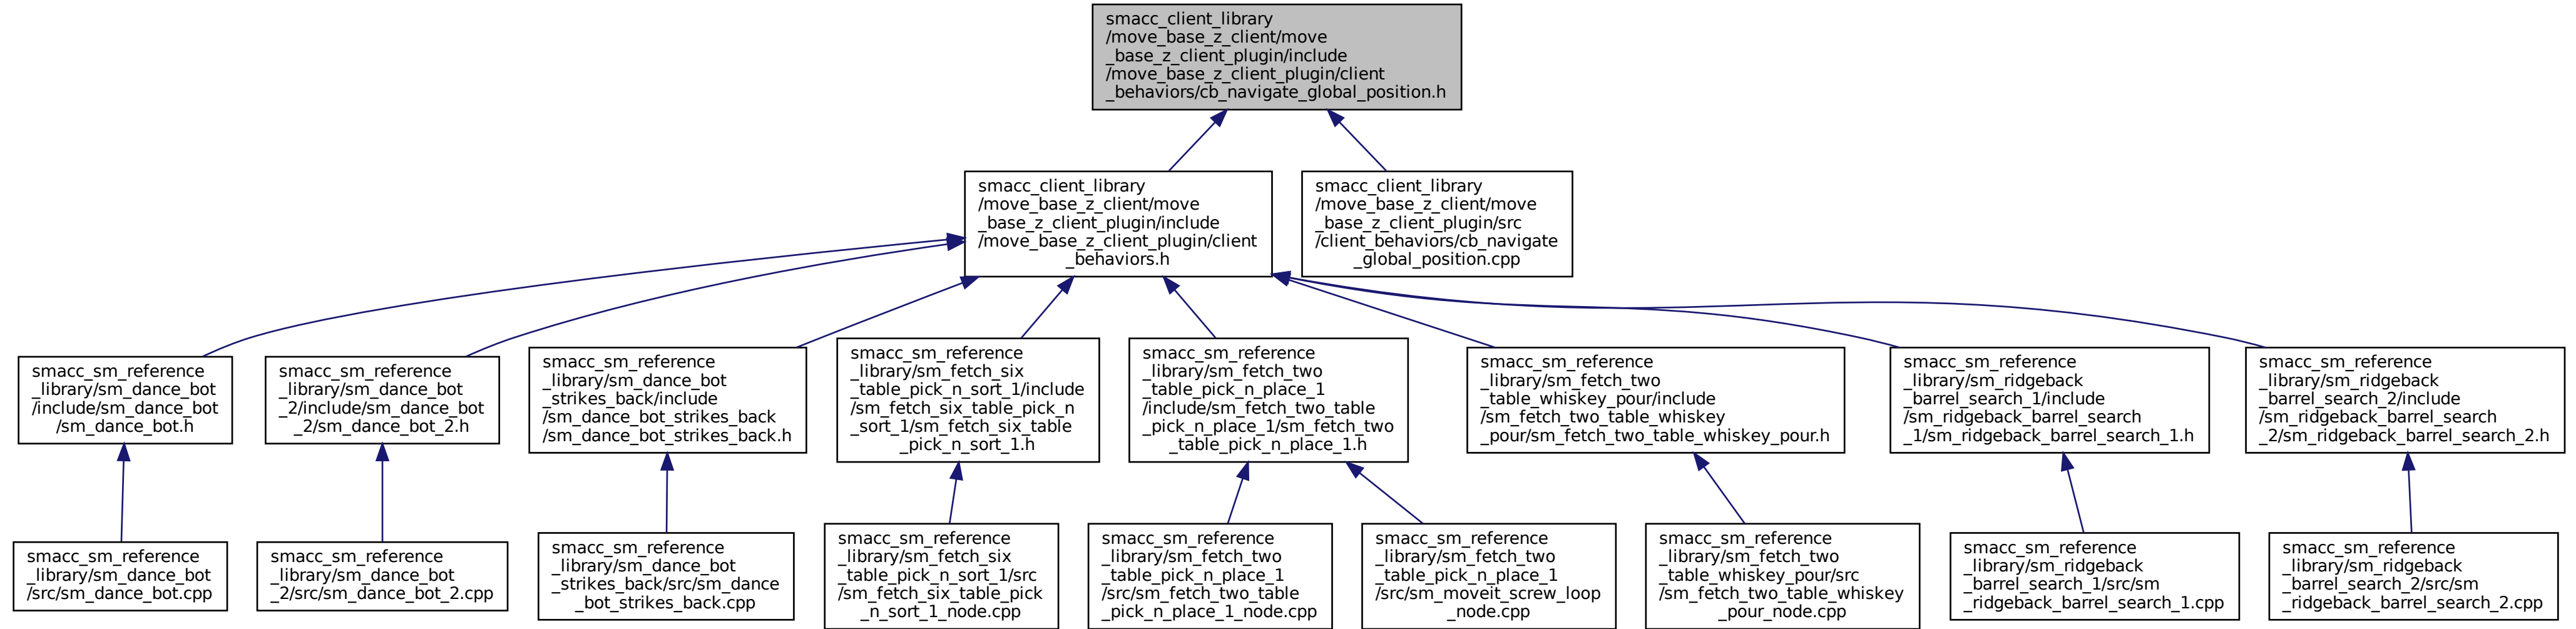 smacc_client_library
/move_base_z_client/move
_base_z_client_plugin/include
/move_base_z_client_plugin/client
_behaviors/cb_navigate_global_position.h
smacc_client_library
/move_base_z_client/move
_base_z_client_plugin/include
/move_base_z_client_plugin/client
_behaviors.h
smacc_client_library
/move_base_z_client/move
_base_z_client_plugin/src
/client_behaviors/cb_navigate
_global_position.cpp
smacc_sm_reference
_library/sm_dance_bot
/include/sm_dance_bot
/sm_dance_bot.h
smacc_sm_reference
_library/sm_dance_bot
_2/include/sm_dance_bot
_2/sm_dance_bot_2.h
smacc_sm_reference
_library/sm_dance_bot
_strikes_back/include
/sm_dance_bot_strikes_back
/sm_dance_bot_strikes_back.h
smacc_sm_reference
_library/sm_fetch_six
_table_pick_n_sort_1/include
/sm_fetch_six_table_pick_n
_sort_1/sm_fetch_six_table
_pick_n_sort_1.h
smacc_sm_reference
_library/sm_fetch_two
_table_pick_n_place_1
/include/sm_fetch_two_table
_pick_n_place_1/sm_fetch_two
_table_pick_n_place_1.h
smacc_sm_reference
_library/sm_fetch_two
_table_whiskey_pour/include
/sm_fetch_two_table_whiskey
_pour/sm_fetch_two_table_whiskey_pour.h
smacc_sm_reference
_library/sm_ridgeback
_barrel_search_1/include
/sm_ridgeback_barrel_search
_1/sm_ridgeback_barrel_search_1.h
smacc_sm_reference
_library/sm_ridgeback
_barrel_search_2/include
/sm_ridgeback_barrel_search
_2/sm_ridgeback_barrel_search_2.h
smacc_sm_reference
_library/sm_dance_bot
/src/sm_dance_bot.cpp
smacc_sm_reference
_library/sm_dance_bot
_2/src/sm_dance_bot_2.cpp
smacc_sm_reference
_library/sm_dance_bot
_strikes_back/src/sm_dance
_bot_strikes_back.cpp
smacc_sm_reference
_library/sm_fetch_six
_table_pick_n_sort_1/src
/sm_fetch_six_table_pick
_n_sort_1_node.cpp
smacc_sm_reference
_library/sm_fetch_two
_table_pick_n_place_1
/src/sm_fetch_two_table
_pick_n_place_1_node.cpp
smacc_sm_reference
_library/sm_fetch_two
_table_pick_n_place_1
/src/sm_moveit_screw_loop
_node.cpp
smacc_sm_reference
_library/sm_fetch_two
_table_whiskey_pour/src
/sm_fetch_two_table_whiskey
_pour_node.cpp
smacc_sm_reference
_library/sm_ridgeback
_barrel_search_1/src/sm
_ridgeback_barrel_search_1.cpp
smacc_sm_reference
_library/sm_ridgeback
_barrel_search_2/src/sm
_ridgeback_barrel_search_2.cpp